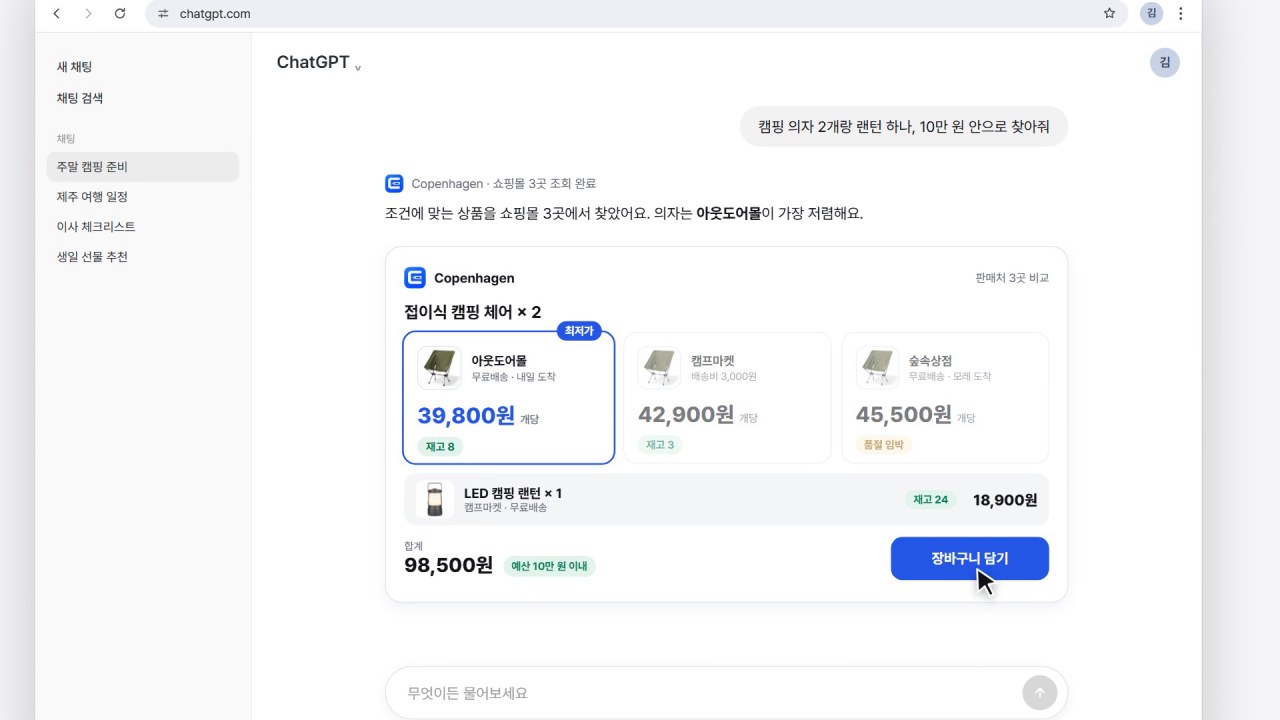 chatgpt.com
김
새 채팅
채팅 검색
채팅
주말 캠핑 준비
제주 여행 일정
이사 체크리스트
생일 선물 추천
ChatGPT
김
캠핑 의자 2개랑 랜턴 하나, 10만 원 안으로 찾아줘
Copenhagen · 쇼핑몰 3곳 조회 완료
조건에 맞는 상품을 쇼핑몰 3곳에서 찾았어요. 의자는 아웃도어몰이 가장 저렴해요.
Copenhagen
판매처 3곳 비교
접이식 캠핑 체어 × 2
최저가
아웃도어몰
무료배송 · 내일 도착
39,800원 개당
재고 8
캠프마켓
배송비 3,000원
42,900원 개당
재고 3
숲속상점
무료배송 · 모레 도착
45,500원 개당
품절 임박
LED 캠핑 랜턴 × 1
캠프마켓 · 무료배송
재고 24
18,900원
합계
98,500원
예산 10만 원 이내
장바구니 담기
무엇이든 물어보세요